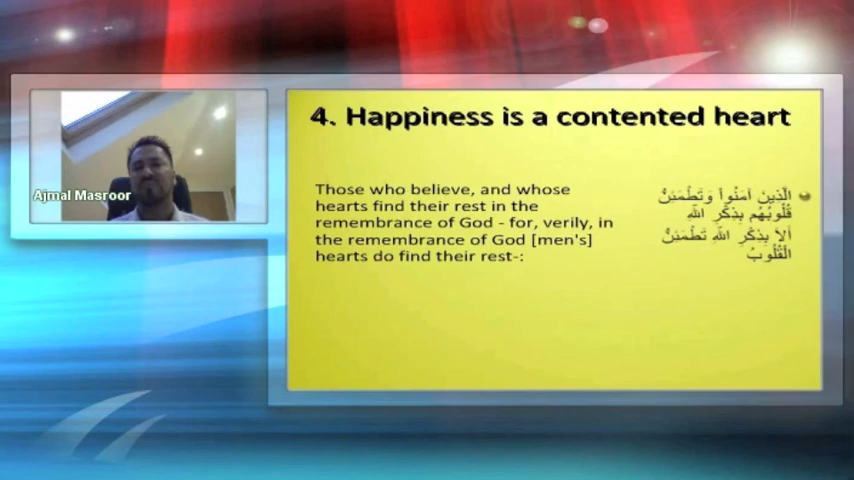 4. Happiness is a contented heart
Ajmal Masroor
Those who believe, and whose
hearts find their rest in the
remembrance of God - for, verily, in
the remembrance of God [men's]
hearts do find their rest-:
الَّذِينَ آمَنُواْ وَتَطْمَئِنُّ
قُلُوبُهُم بِذِكْرِ اللّهِ
أَلاَ بِذِكْرِ اللّهِ تَطْمَئِنُّ
الْقُلُوبُ